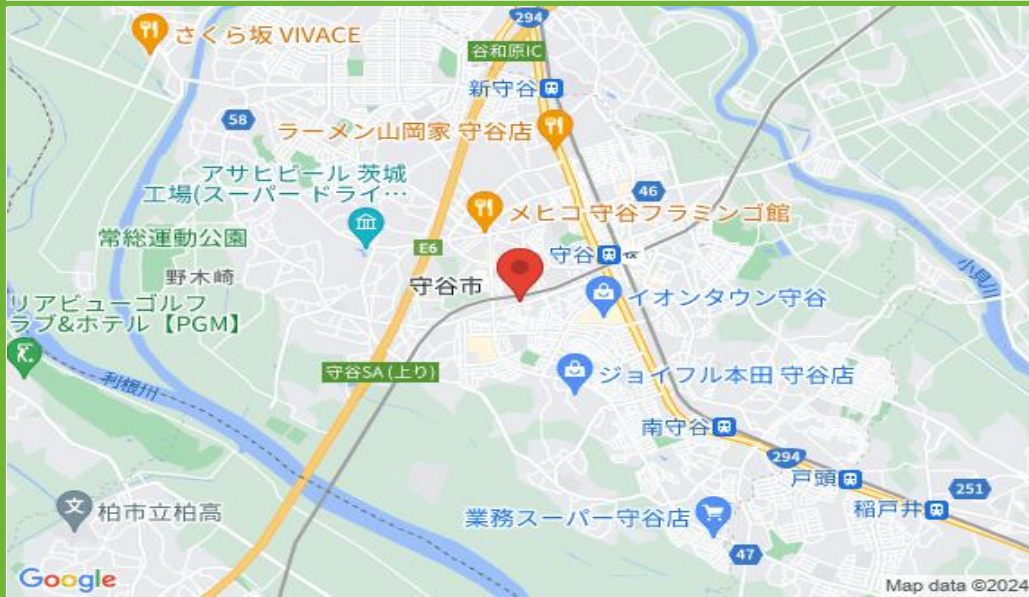 294
さくら坂 VIVACE
谷和原IC
新守谷
58
ラーメン山岡家 守谷店
アサヒビール 茨城
工場(スーパー ドライ…
46
メヒコ 守谷フラミンゴ館
常総運動公園
E6
守谷
野木崎
守谷市
小貝川
イオンタウン守谷
リアビューゴルフ
ラブ&ホテル【PGM】
守谷SA(上り)
ジョイフル本田 守谷店
利根川
南守谷
294
戸頭
251
稲戸井
文
柏市立柏高
業務スーパー守谷店
47
Google
Map data ©2024